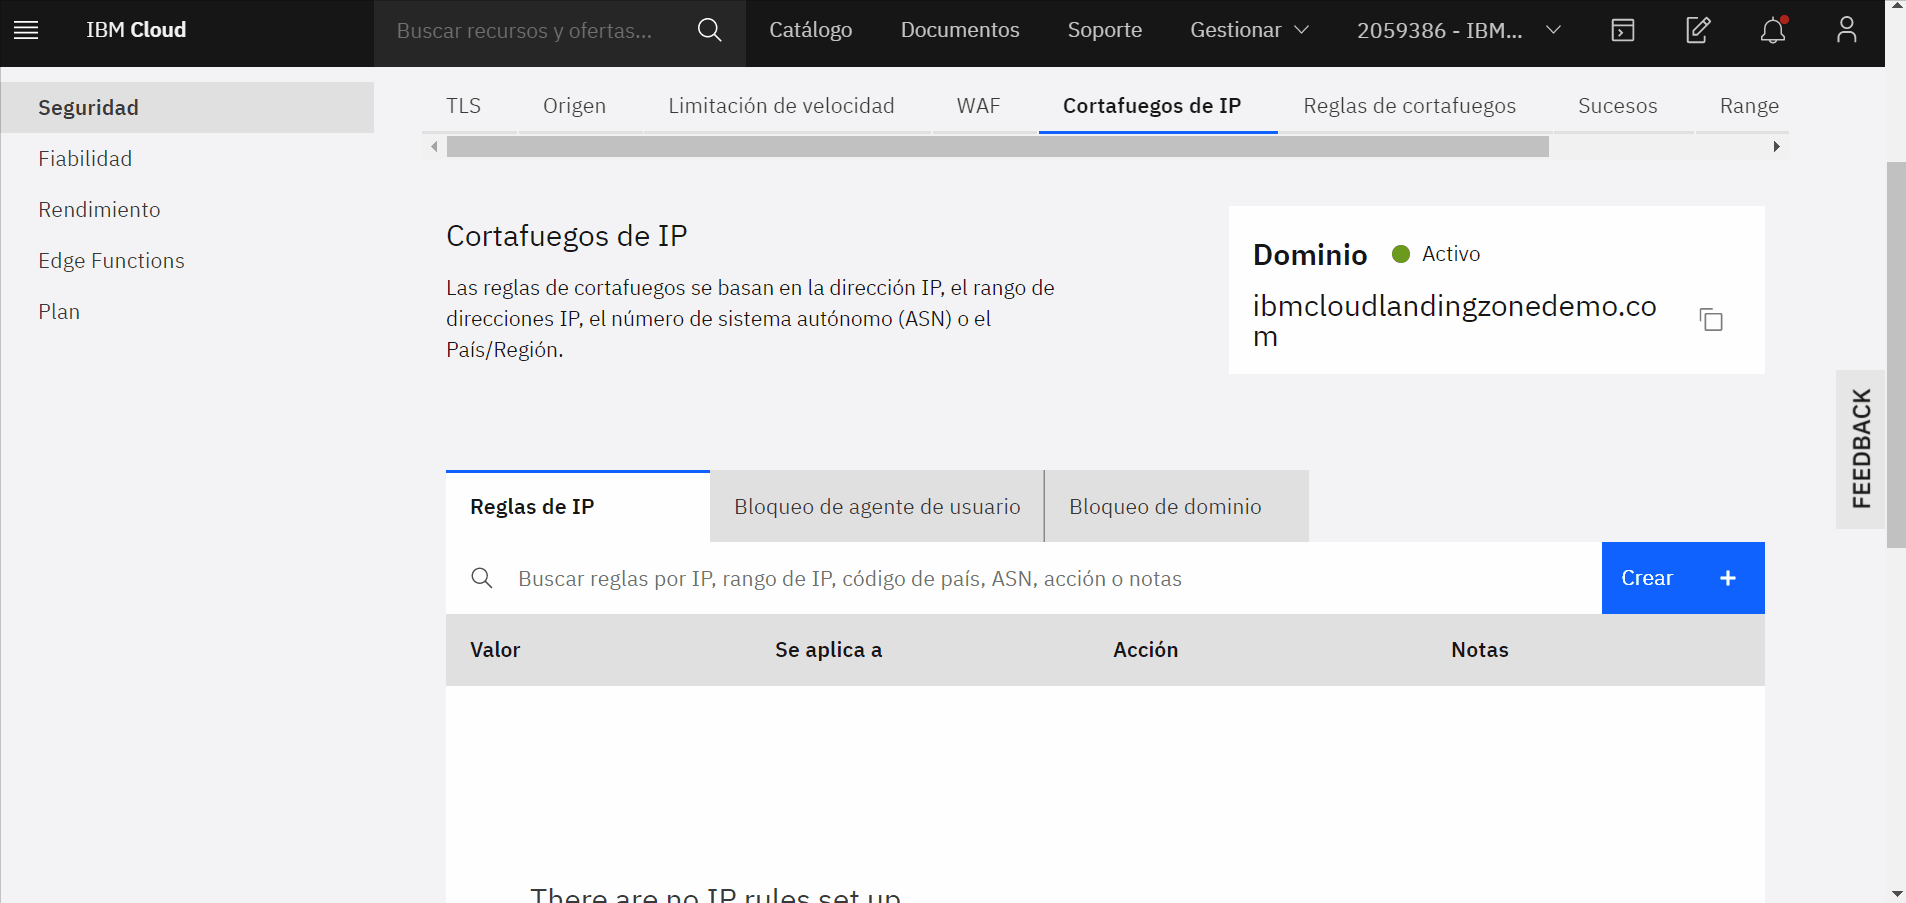 IBM Cloud
Buscar recursos y ofertas...
Catálogo
Documentos
Soporte
Gestionar
2059386 - IBM...
Seguridad
Fiabilidad
Rendimiento
Edge Functions
Plan
TLS
Origen
Limitación de velocidad
WAF
Cortafuegos de IP
Reglas de cortafuegos
Sucesos
Range
Cortafuegos de IP
Las reglas de cortafuegos se basan en la dirección IP, el rango de
direcciones IP, el número de sistema autónomo (ASN) o el
País/Región.
Dominio
Activo
ibmcloudlandingzonedemo.co
m
FEEDBACK
Reglas de IP
Bloqueo de agente de usuario
Bloqueo de dominio
Buscar reglas por IP, rango de IP, código de país, ASN, acción o notas
Crear +
Valor
Se aplica a
Acción
Notas
There are no IP rules set up